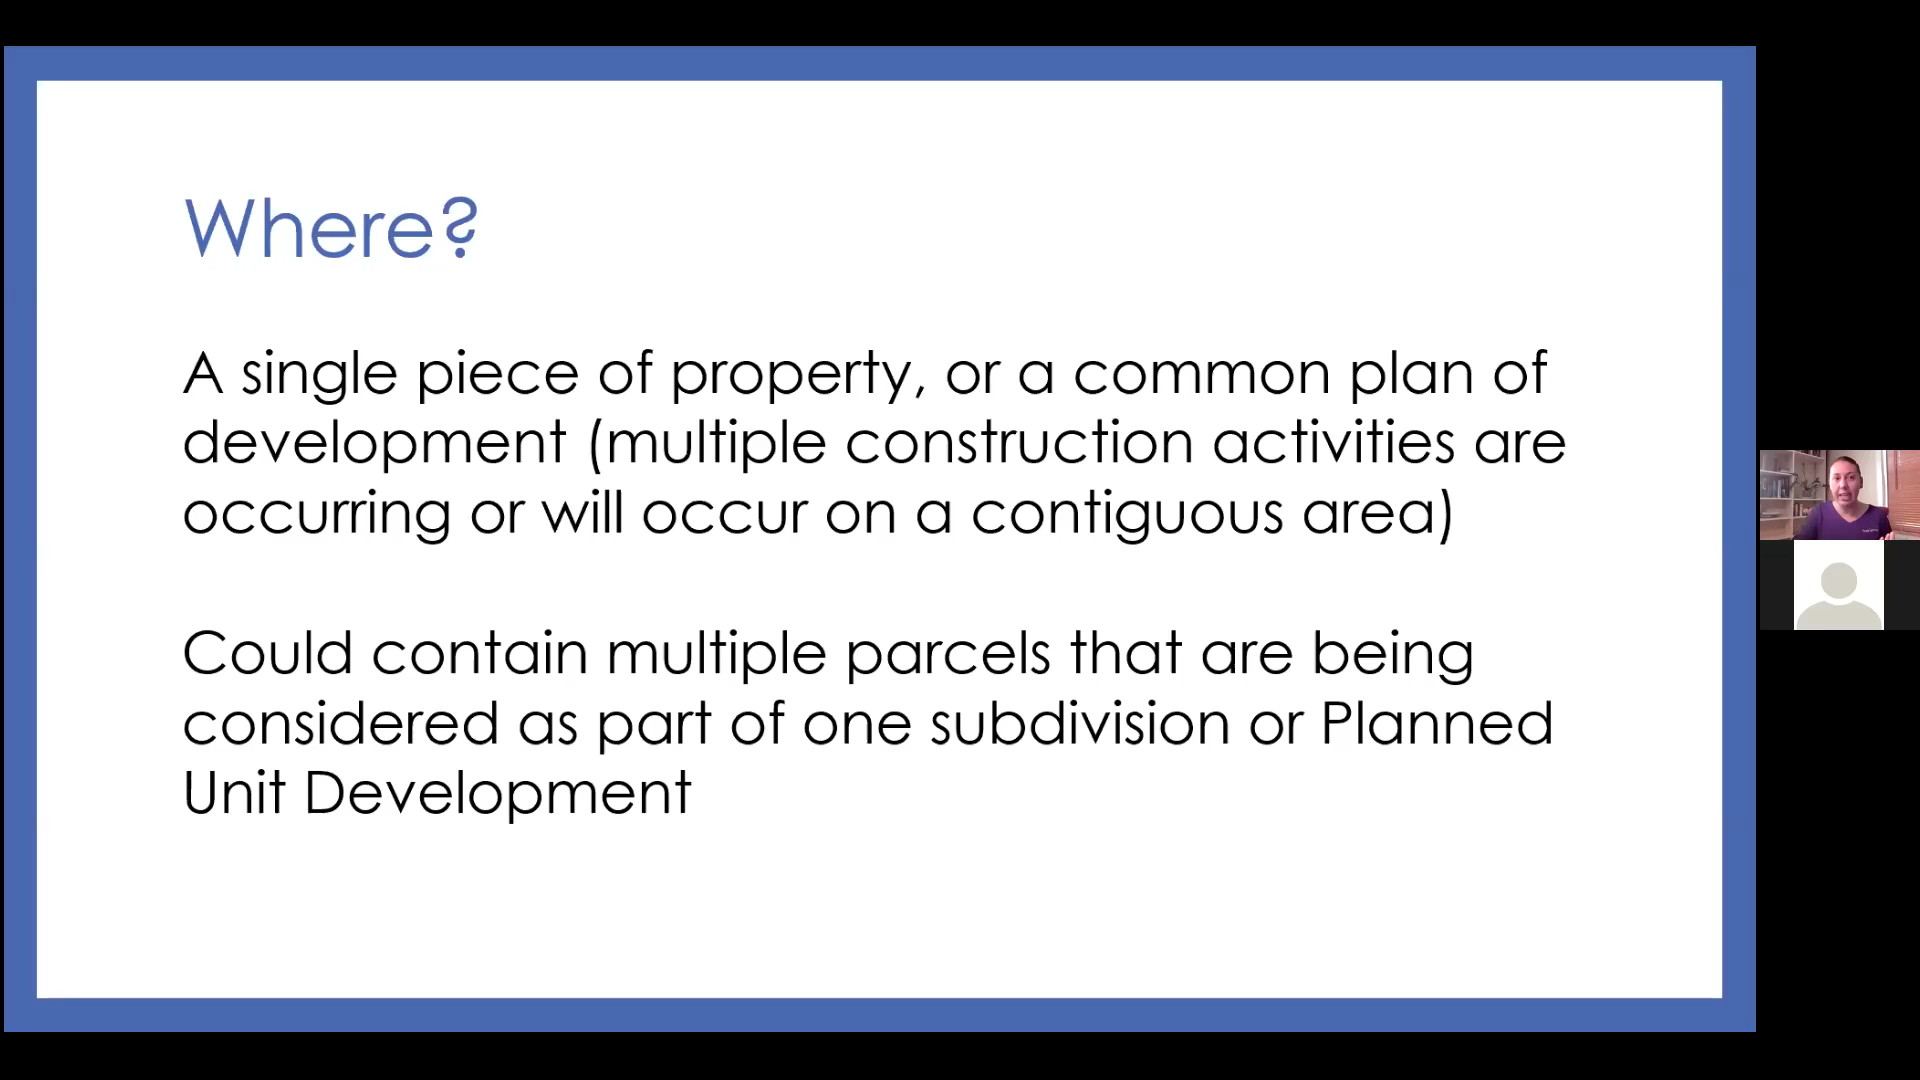 Where?
A single piece of property, or a common plan of
development (multiple construction activities are
occurring or will occur on a contiguous area)
Could contain multiple parcels that are being
considered as part of one subdivision or Planned
Unit Development